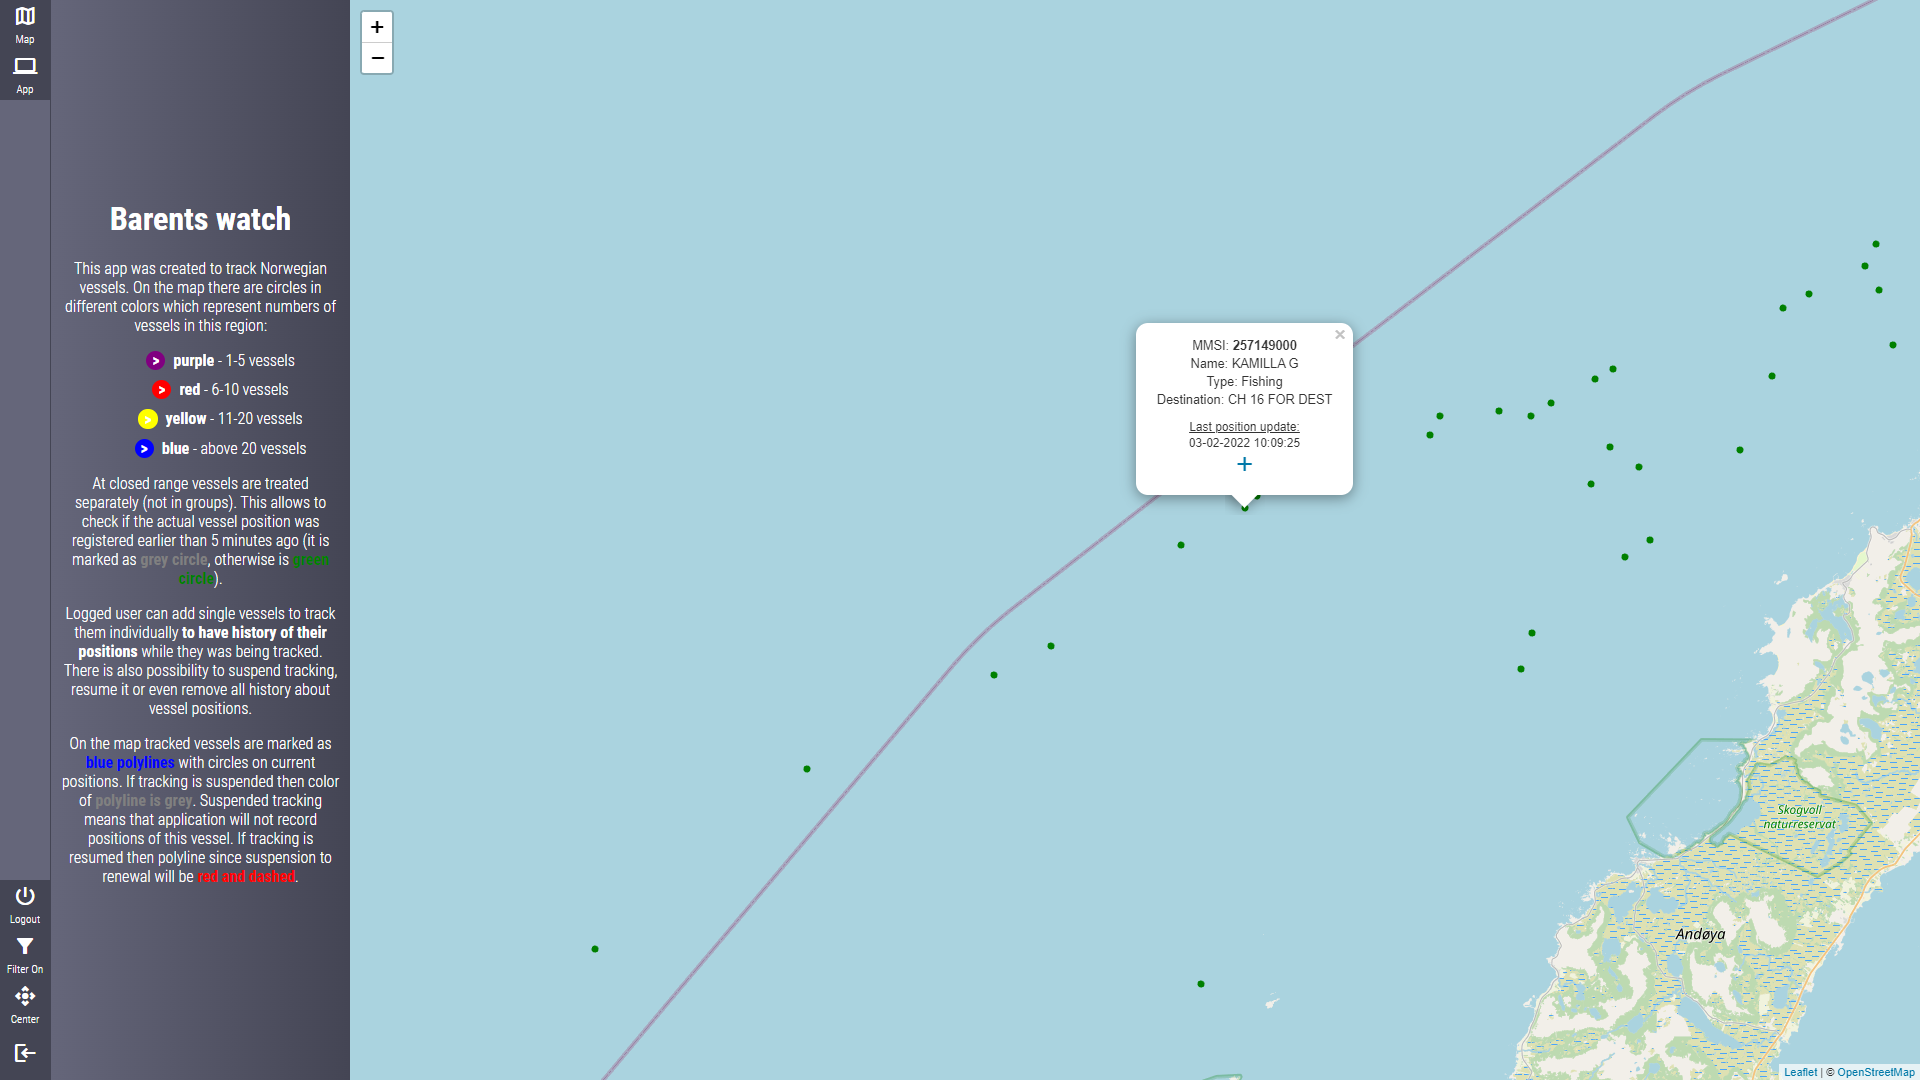 Map
App
Barents watch
This app was created to track Norwegian
vessels. On the map there are circles in
different colors which represent numbers of
vessels in this region:
> purple - 1-5 vessels
> red - 6-10 vessels
> yellow - 11-20 vessels
> blue - above 20 vessels
At closed range vessels are treated
separately (not in groups). This allows to
check if the actual vessel position was
registered earlier than 5 minutes ago (it is
marked as grey circle, otherwise is green
circle).
Logged user can add single vessels to track
them individually to have history of their
positions while they was being tracked.
There is also possibility to suspend tracking,
resume it or even remove all history about
vessel positions.
On the map tracked vessels are marked as
blue polylines with circles on current
positions. If tracking is suspended then color
of polyline is grey. Suspended tracking
means that application will not record
positions of this vessel. If tracking is
resumed then polyline since suspension to
renewal will be red and dashed.
Logout
Filter On
Center
+
−
×
MMSI: 257149000
Name: KAMILLA G
Type: Fishing
Destination: CH 16 FOR DEST
Last position update:
03-02-2022 10:09:25
+
Skogvoll
naturreservat
Andøya
Leaflet | © OpenStreetMap